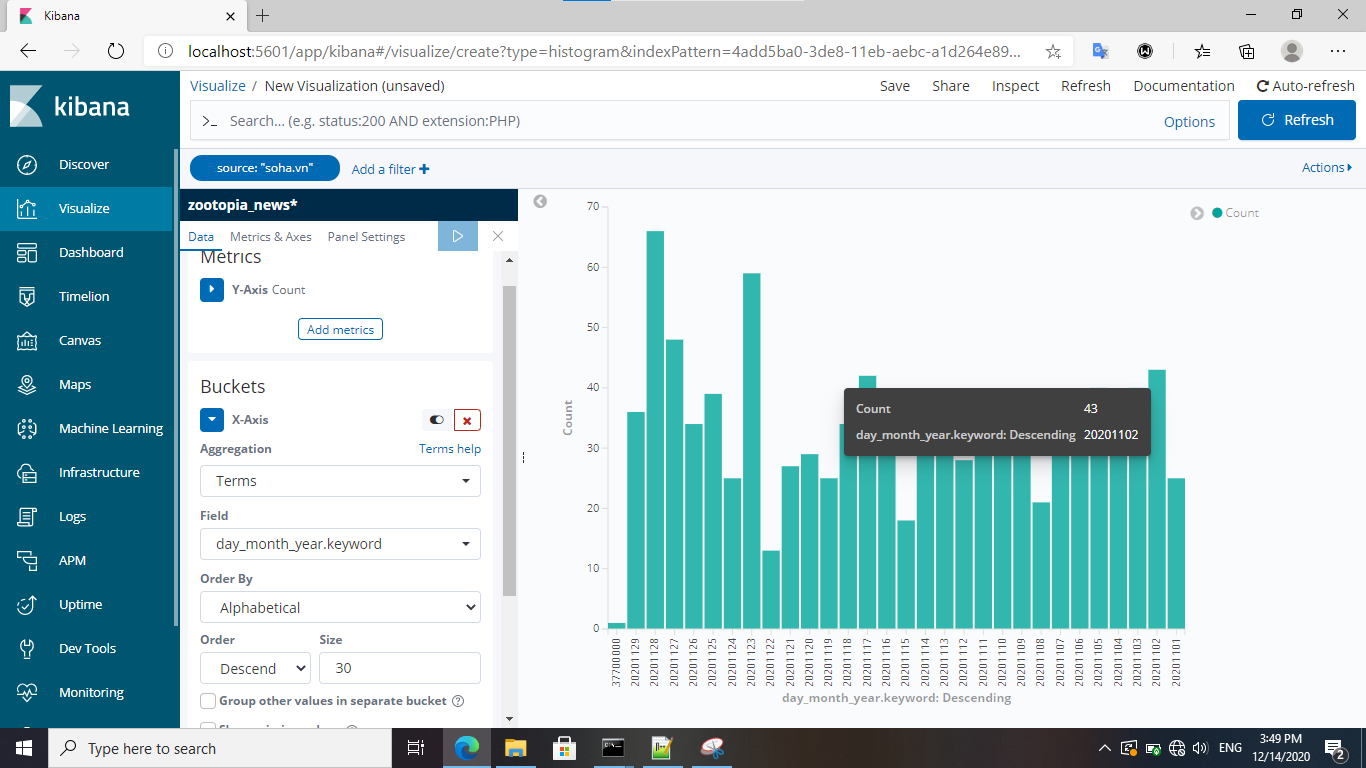 Kibana
localhost:5601/app/kibana#/visualize/create?type=histogram&indexPattern=4add5ba0-3de8-11eb-aebc-a1d264e89...
kibana
Discover
Visualize
Dashboard
Timelion
Canvas
Maps
Machine Learning
Infrastructure
Logs
APM
Uptime
Dev Tools
Monitoring
Visualize / New Visualization (unsaved)
Save Share Inspect Refresh Documentation Auto-refresh
>_ Search... (e.g. status:200 AND extension:PHP) Options Refresh
source: "soha.vn" Add a filter + Actions
zootopia_news*
Data Metrics & Axes Panel Settings
Metrics
Y-Axis Count
Add metrics
Buckets
X-Axis
Aggregation Terms help
Terms
Field
day_month_year.keyword
Order By
Alphabetical
Order Size
Descend 30
Group other values in separate bucket
Count
70
60
50
40
30
20
10
0
Count
Count 43
day_month_year.keyword: Descending 20201102
37700000
20201129
20201128
20201127
20201126
20201125
20201124
20201123
20201122
20201121
20201120
20201119
20201118
20201117
20201116
20201115
20201114
20201113
20201112
20201111
20201110
20201109
20201108
20201107
20201106
20201105
20201104
20201103
20201102
20201101
day_month_year.keyword: Descending
Type here to search
ENG
3:49 PM
12/14/2020
2